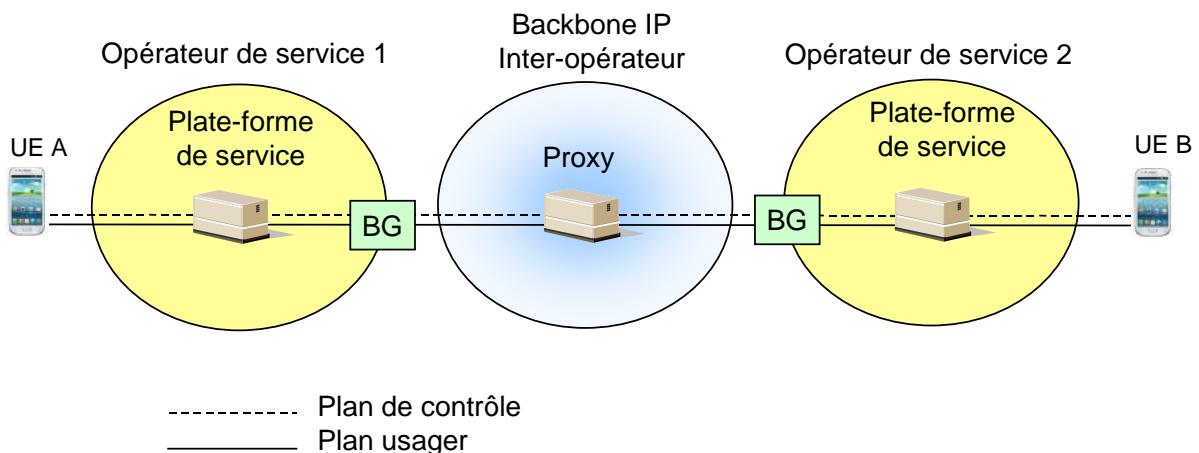 Backbone IP
Inter-opérateur
Opérateur de service 1
Opérateur de service 2
Plate-forme
de service
Proxy
Plate-forme
de service
UE A
UE B
BG
BG
Plan de contrôle
Plan usager